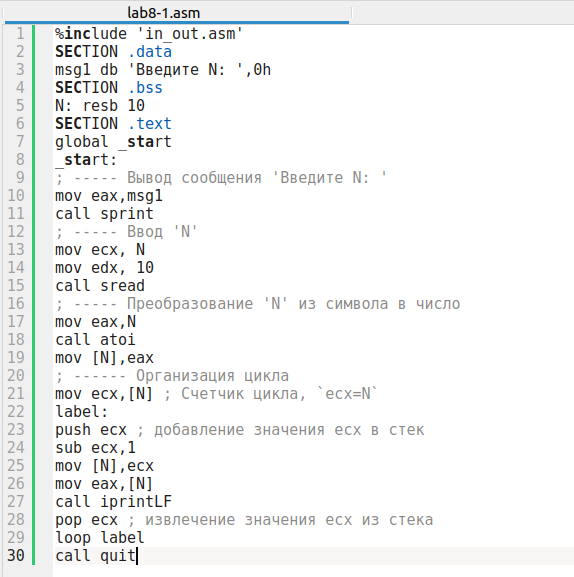 lab8-1.asm
1 %include 'in_out.asm'
2 SECTION .data
3 msg1 db 'Введите N: ',0h
4 SECTION .bss
5 N: resb 10
6 SECTION .text
7 global _start
8 _start:
9 ; ----- Вывод сообщения 'Введите N: '
10 mov eax,msg1
11 call sprint
12 ; ----- Ввод 'N'
13 mov ecx, N
14 mov edx, 10
15 call sread
16 ; ----- Преобразование 'N' из символа в число
17 mov eax,N
18 call atoi
19 mov [N],eax
20 ; ------ Организация цикла
21 mov ecx,[N] ; Счетчик цикла, `ecx=N`
22 label:
23 push ecx ; добавление значения ecx в стек
24 sub ecx,1
25 mov [N],ecx
26 mov eax,[N]
27 call iprintLF
28 pop ecx ; извлечение значения ecx из стека
29 loop label
30 call quit